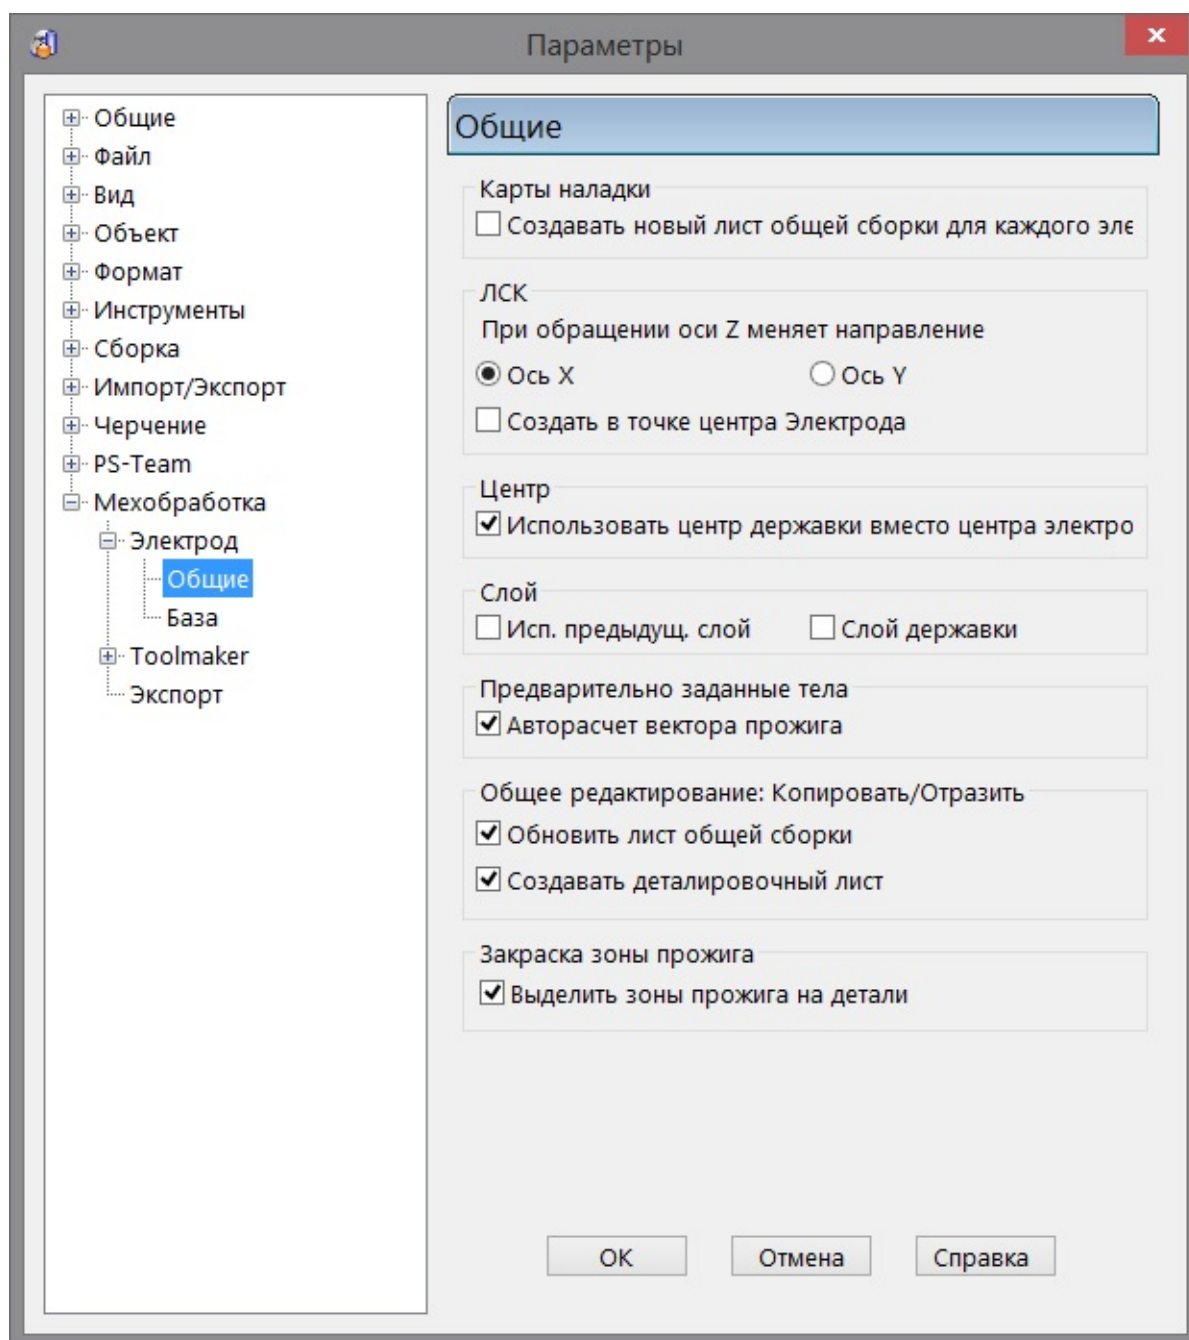 Параметры
Общие
Файл
Вид
Объект
Формат
Инструменты
Сборка
Импорт/Экспорт
Черчение
PS-Team
Мехобработка
Электрод
Общие
База
Toolmaker
Экспорт
Общие
Карты наладки
Создавать новый лист общей сборки для каждого эле
ЛСК
При обращении оси Z меняет направление
Ось X Ось Y
Создать в точке центра Электрода
Центр
Использовать центр державки вместо центра электро
Слой
Исп. предыдущ. слой Слой державки
Предварительно заданные тела
Авторасчет вектора прожига
Общее редактирование: Копировать/Отразить
Обновить лист общей сборки
Создавать деталировочный лист
Закраска зоны прожига
Выделить зоны прожига на детали
ОК Отмена Справка